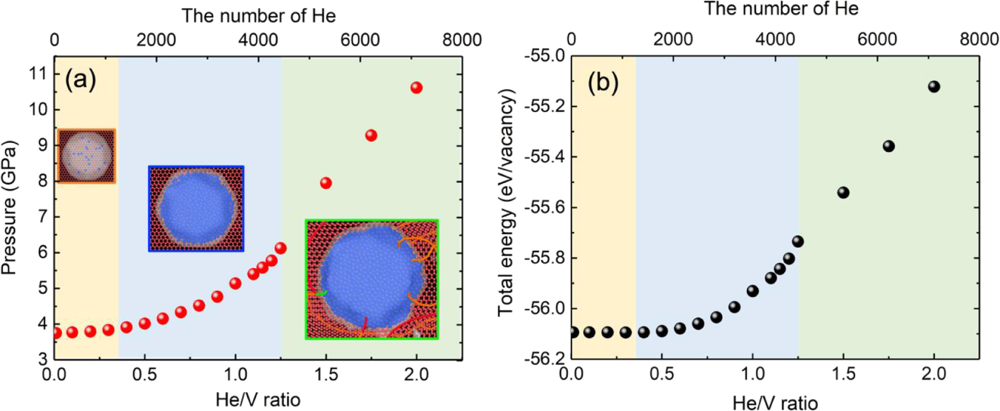 The number of He
0 2000 4000 6000 8000
(a)
11
10
9
8
7
6
5
4
3
Pressure (GPa)
0.0 0.5 1.0 1.5 2.0
He/V ratio
The number of He
0 2000 4000 6000 8000
(b)
-55.0
-55.2
-55.4
-55.6
-55.8
-56.0
-56.2
Total energy (eV/vacancy)
0.0 0.5 1.0 1.5 2.0
He/V ratio